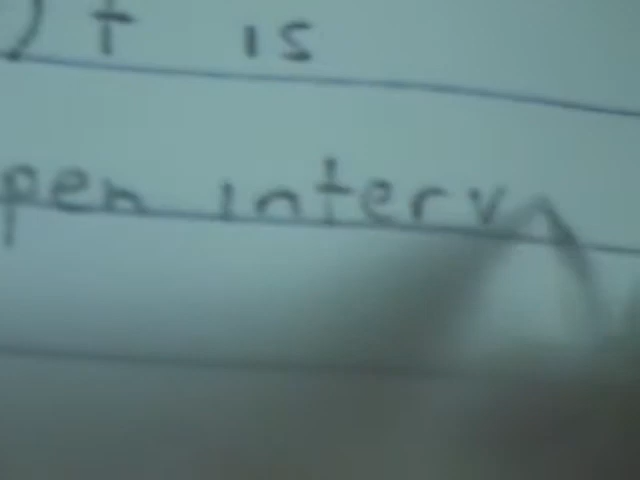 t is
pen interv